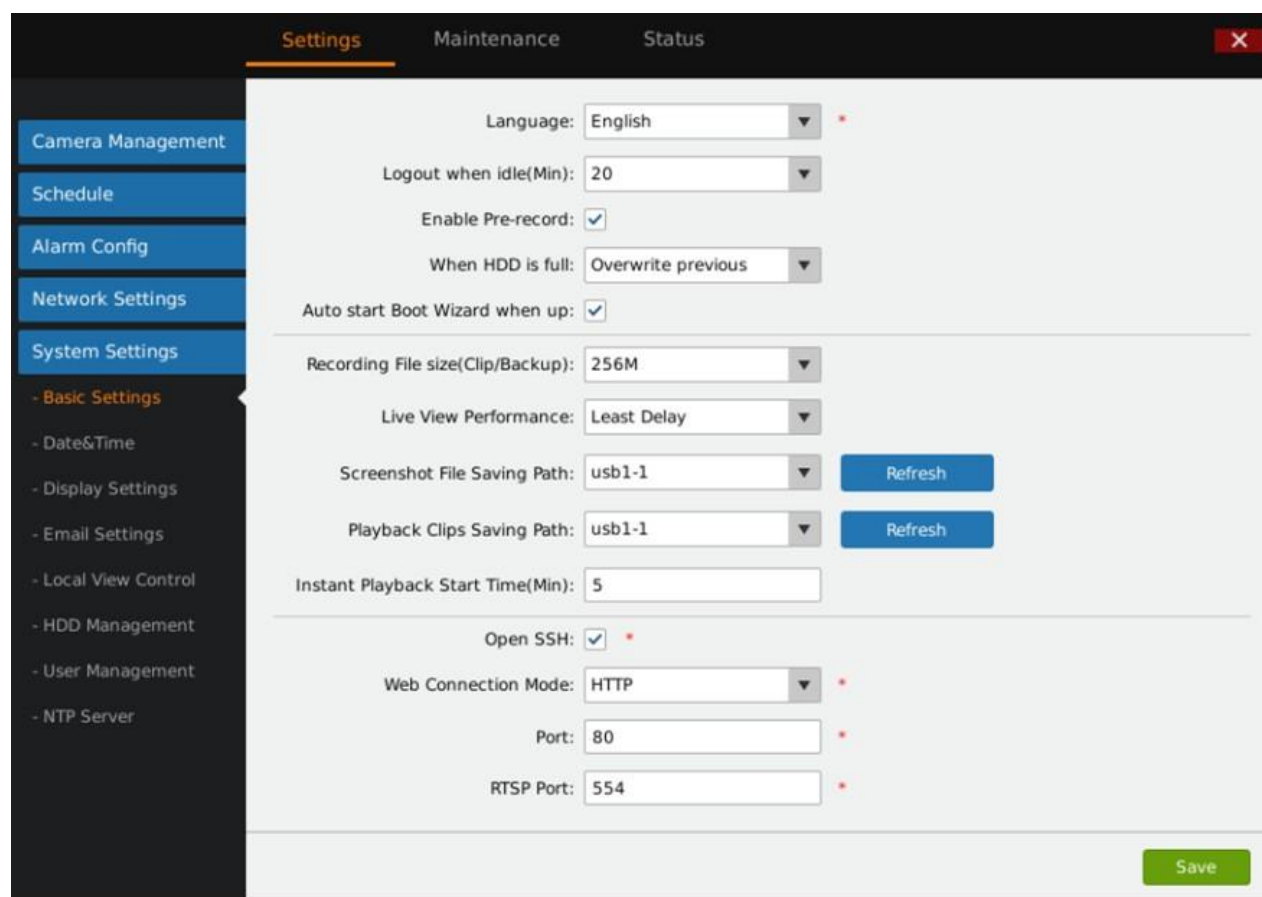 Settings Maintenance Status
Camera Management
Schedule
Alarm Config
Network Settings
System Settings
- Basic Settings
- Date&Time
- Display Settings
- Email Settings
- Local View Control
- HDD Management
- User Management
- NTP Server
Language: English *
Logout when idle(Min): 20
Enable Pre-record:
When HDD is full: Overwrite previous
Auto start Boot Wizard when up:
Recording File size(Clip/Backup): 256M
Live View Performance: Least Delay
Screenshot File Saving Path: usb1-1 Refresh
Playback Clips Saving Path: usb1-1 Refresh
Instant Playback Start Time(Min): 5
Open SSH: *
Web Connection Mode: HTTP *
Port: 80 *
RTSP Port: 554 *
Save